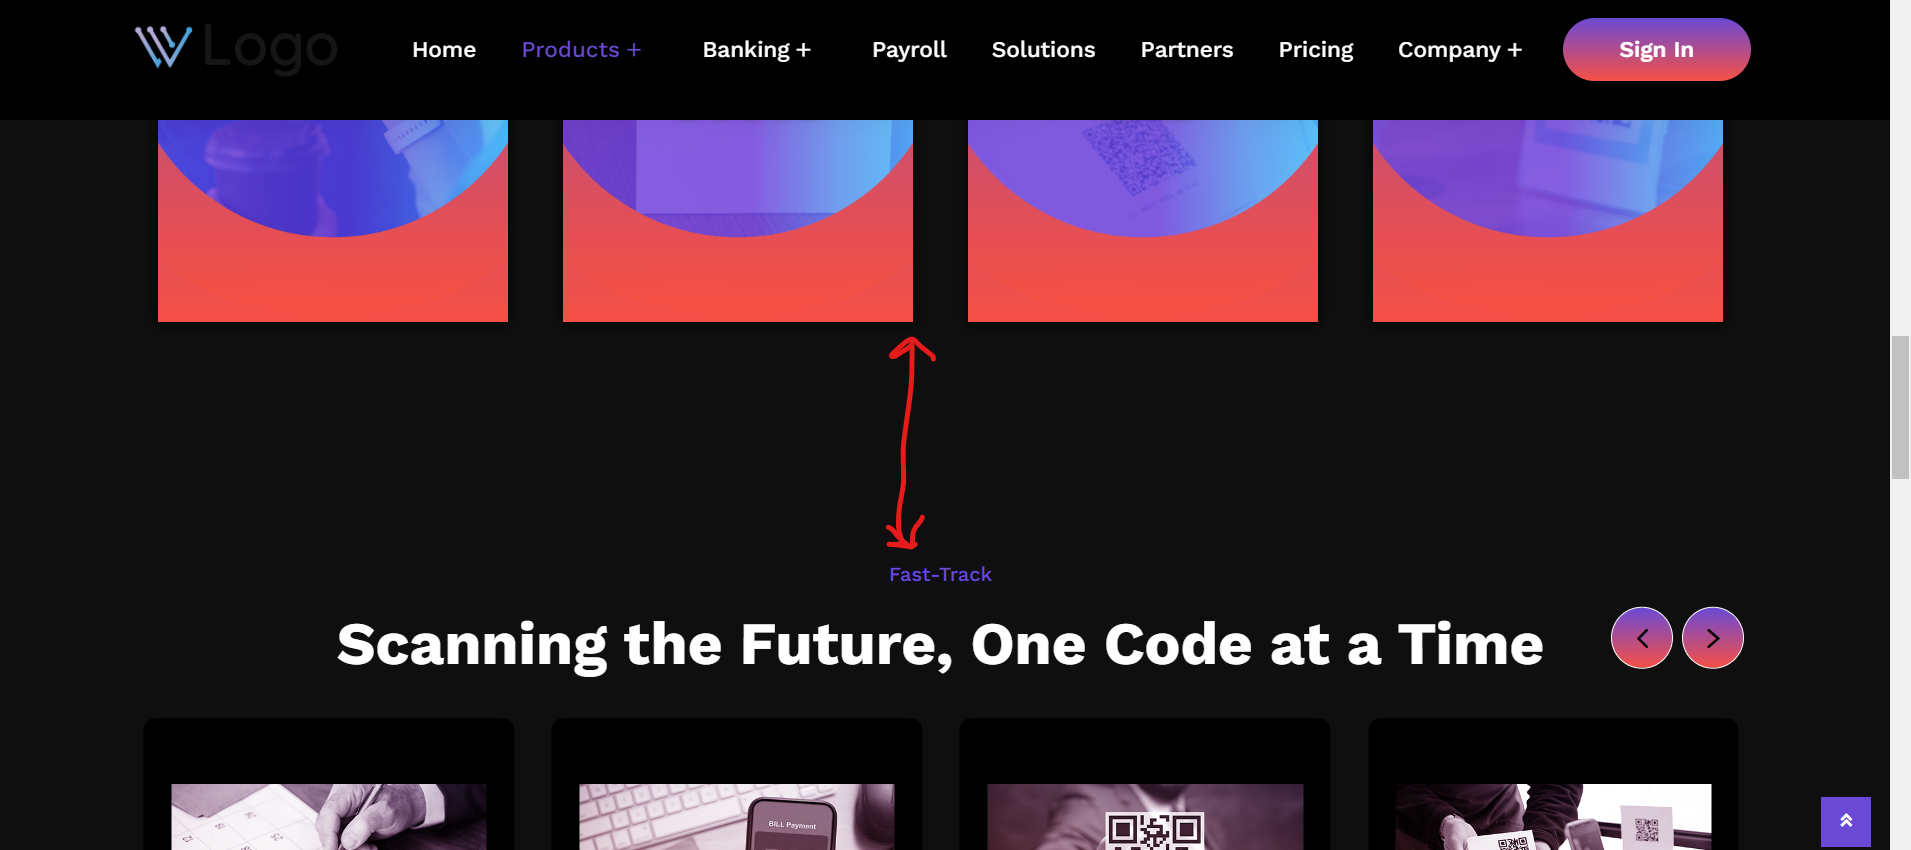 Logo
Home Products + Banking + Payroll Solutions Partners Pricing Company + Sign In
Fast-Track
Scanning the Future, One Code at a Time
BILL Payment